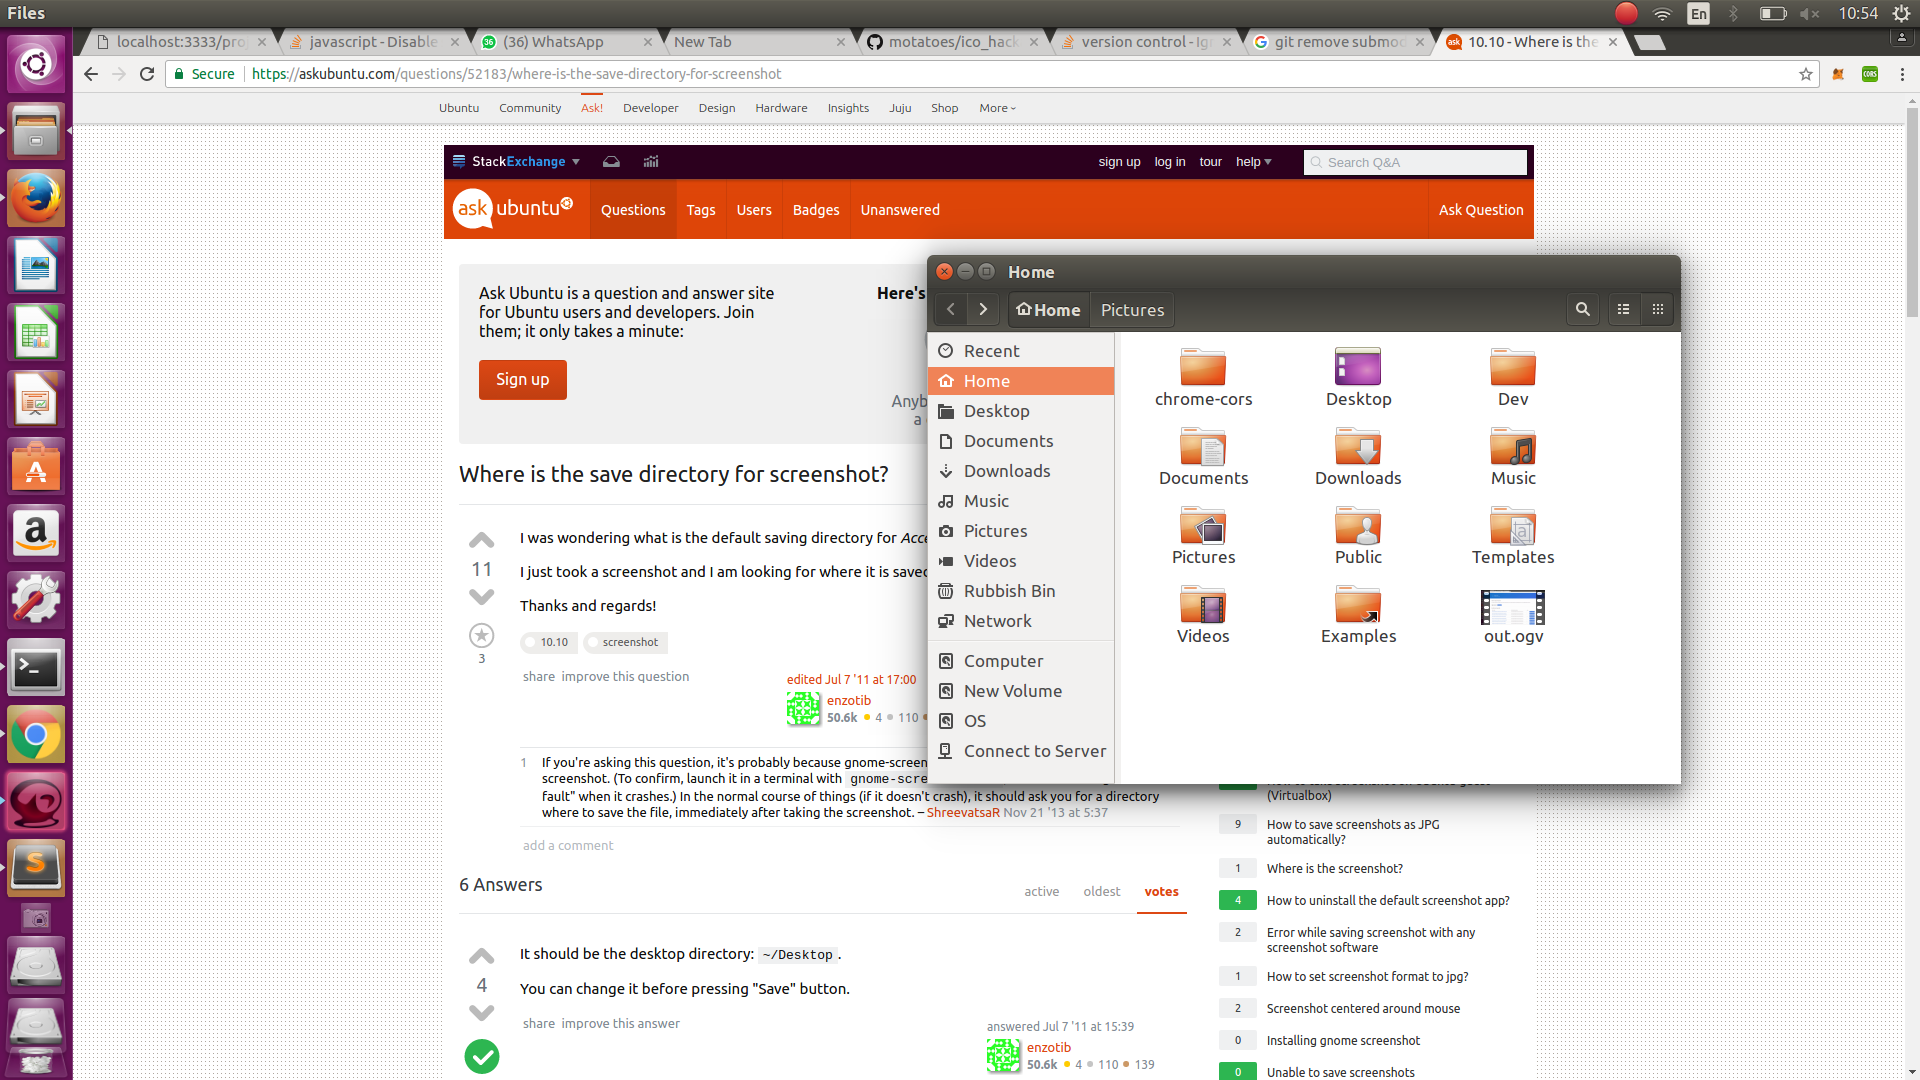 Files
En
10:54
localhost:3333/pro
javascript - Disable
(36) WhatsApp
New Tab
motatoes/ico_hack
version control - Ig
git remove submod
10.10 - Where is the
Secure
https://askubuntu.com/questions/52183/where-is-the-save-directory-for-screenshot
Ubuntu Community Ask! Developer Design Hardware Insights Juju Shop More
StackExchange
sign up log in tour help
Search Q&A
ask ubuntu
Questions Tags Users Badges Unanswered
Ask Question
Ask Ubuntu is a question and answer site
for Ubuntu users and developers. Join
them; it only takes a minute:
Sign up
Here's
Anyb
a
Where is the save directory for screenshot?
11
I was wondering what is the default saving directory for Acce
I just took a screenshot and I am looking for where it is saved
Thanks and regards!
3
10.10 screenshot
share improve this question
edited Jul 7 '11 at 17:00
enzotib
50.6k 4 110
1
If you're asking this question, it's probably because gnome-screen
screenshot. (To confirm, launch it in a terminal with gnome-scre
fault" when it crashes.) In the normal course of things (if it doesn't crash), it should ask you for a directory
where to save the file, immediately after taking the screenshot. – ShreevatsaR Nov 21 '13 at 5:37
add a comment
6 Answers
active oldest votes
4
It should be the desktop directory: ~/Desktop.
You can change it before pressing "Save" button.
share improve this answer
answered Jul 7 '11 at 15:39
enzotib
50.6k 4 110 139
Home
Home Pictures
Recent
Home
Desktop
Documents
Downloads
Music
Pictures
Videos
Rubbish Bin
Network
Computer
New Volume
OS
Connect to Server
chrome-cors
Desktop
Dev
Documents
Downloads
Music
Pictures
Public
Templates
Videos
Examples
out.ogv
(Virtualbox)
9 How to save screenshots as JPG
automatically?
1 Where is the screenshot?
4 How to uninstall the default screenshot app?
2 Error while saving screenshot with any
screenshot software
1 How to set screenshot format to jpg?
2 Screenshot centered around mouse
0 Installing gnome screenshot
0 Unable to save screenshots